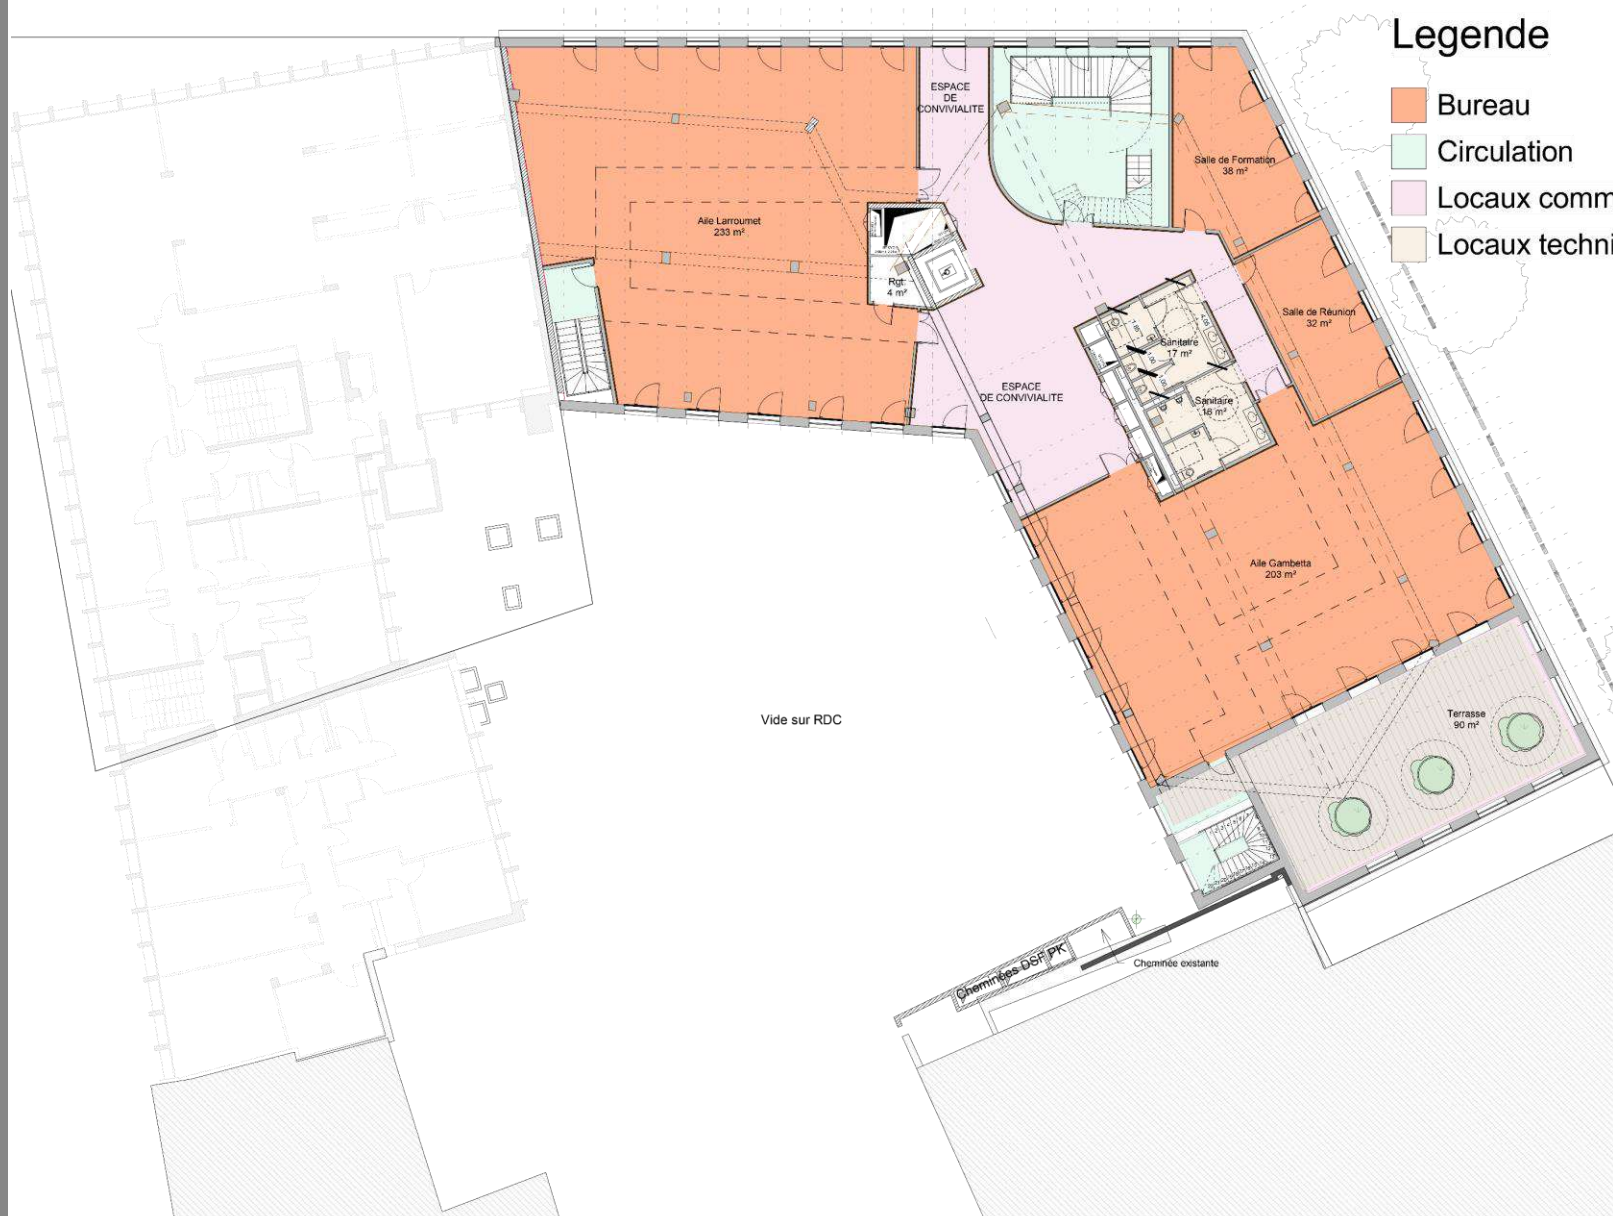 Legende
Bureau
Circulation
Locaux comm
Locaux techni
ESPACE
DE
CONVIVIALITE
Salle de Formation
38 m²
Aile Larroumet
233 m²
Rgt.
4 m²
Salle de Réunion
32 m²
Sanitaire
17 m²
ESPACE
DE CONVIVIALITE
Sanitaire
16 m²
Aile Gambetta
203 m²
Vide sur RDC
Terrasse
90 m²
Cheminées DSF PK
Cheminée existante